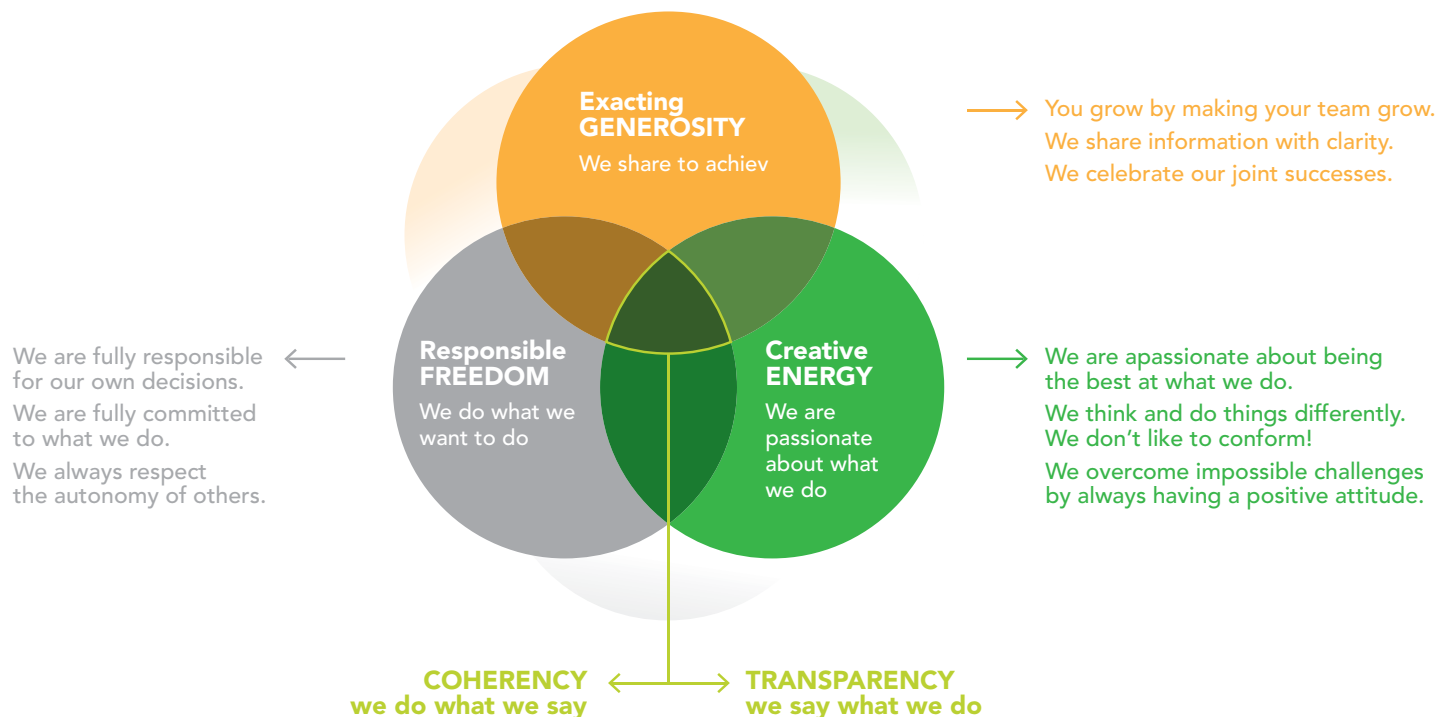 Exacting
GENEROSITY
We share to achiev
You grow by making your team grow.
We share information with clarity.
We celebrate our joint successes.
We are fully responsible
for our own decisions.
We are fully committed
to what we do.
We always respect
the autonomy of others.
Responsible
FREEDOM
We do what we
want to do
Creative
ENERGY
We are
passionate
about what
we do
We are apassionate about being
the best at what we do.
We think and do things differently.
We don’t like to conform!
We overcome impossible challenges
by always having a positive attitude.
COHERENCY
we do what we say
TRANSPARENCY
we say what we do